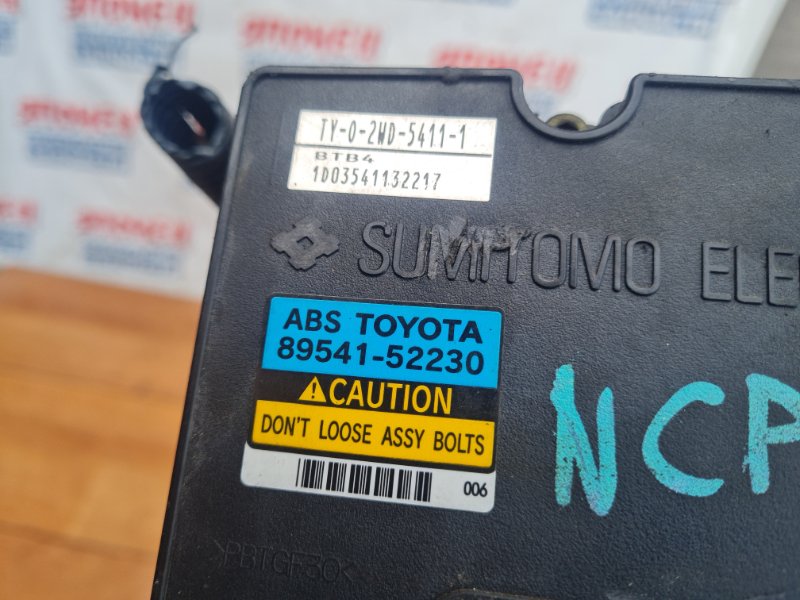 TY-0-2WD-5411-1
BTB4
1D03541132217
SUMITOMO ELE
ABS TOYOTA
89541-52230
CAUTION
DON'T LOOSE ASSY BOLTS
006
NCP
>PBTGF30<